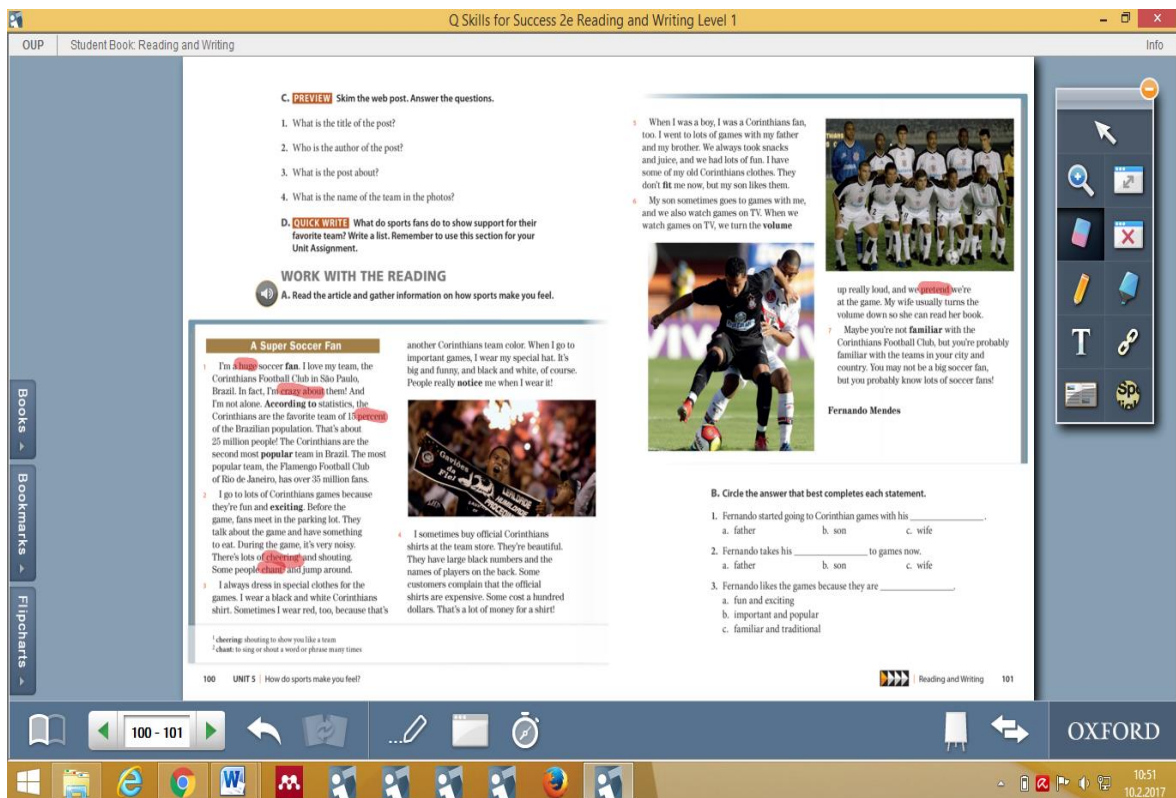 Q Skills for Success 2e Reading and Writing Level 1
OUP
Student Book: Reading and Writing
Info
C. PREVIEW Skim the web post. Answer the questions.
1. What is the title of the post?
2. Who is the author of the post?
3. What is the post about?
4. What is the name of the team in the photos?
D. QUICK WRITE What do sports fans do to show support for their
favorite team? Write a list. Remember to use this section for your
Unit Assignment.
WORK WITH THE READING
A. Read the article and gather information on how sports make you feel.
A Super Soccer Fan
1 I'm a huge soccer fan. I love my team, the
Corinthians Football Club in São Paulo,
Brazil. In fact, I'm crazy about them! And
I'm not alone. According to statistics, the
Corinthians are the favorite team of 15 percent
of the Brazilian population. That's about
25 million people! The Corinthians are the
second most popular team in Brazil. The most
popular team, the Flamengo Football Club
of Rio de Janeiro, has over 35 million fans.
2 I go to lots of Corinthians games because
they're fun and exciting. Before the
game, fans meet in the parking lot. They
talk about the game and have something
to eat. During the game, it's very noisy.
There's lots of cheering¹ and shouting.
Some people chant² and jump around.
3 I always dress in special clothes for the
games. I wear a black and white Corinthians
shirt. Sometimes I wear red, too, because that's
another Corinthians team color. When I go to
important games, I wear my special hat. It's
big and funny, and black and white, of course.
People really notice me when I wear it!
Gaviões da
Fiel
4 I sometimes buy official Corinthians
shirts at the team store. They're beautiful.
They have large black numbers and the
names of players on the back. Some
customers complain that the official
shirts are expensive. Some cost a hundred
dollars. That's a lot of money for a shirt!
¹ cheering: shouting to show you like a team
² chant: to sing or shout a word or phrase many times
100 UNIT 5 | How do sports make you feel?
5 When I was a boy, I was a Corinthians fan,
too. I went to lots of games with my father
and my brother. We always took snacks
and juice, and we had lots of fun. I have
some of my old Corinthians clothes. They
don't fit me now, but my son likes them.
6 My son sometimes goes to games with me,
and we also watch games on TV. When we
watch games on TV, we turn the volume
up really loud, and we pretend we're
at the game. My wife usually turns the
volume down so she can read her book.
7 Maybe you're not familiar with the
Corinthians Football Club, but you're probably
familiar with the teams in your city and
country. You may not be a big soccer fan,
but you probably know lots of soccer fans!
Fernando Mendes
B. Circle the answer that best completes each statement.
1. Fernando started going to Corinthian games with his ______________.
a. father b. son c. wife
2. Fernando takes his ______________ to games now.
a. father b. son c. wife
3. Fernando likes the games because they are ______________.
a. fun and exciting
b. important and popular
c. familiar and traditional
Reading and Writing 101
Books
Bookmarks
Flipcharts
T
100 - 101
OXFORD
10:51
10.2.2017